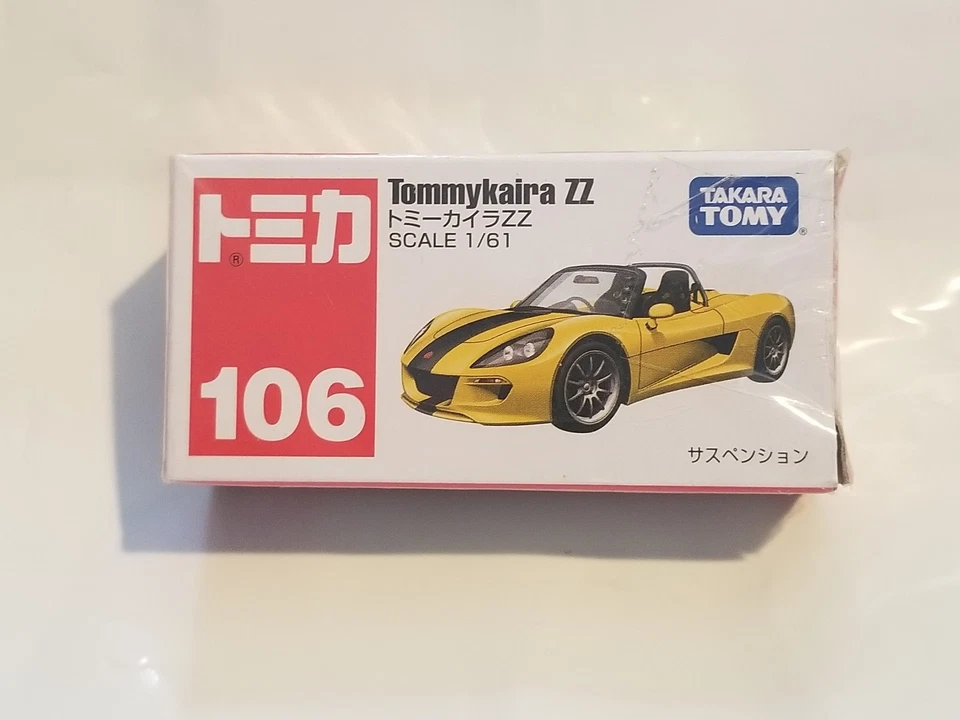 トミカ
®
106
Tommykaira ZZ
トミーカイラZZ
SCALE 1/61
TAKARA
TOMY
®
サスペンション